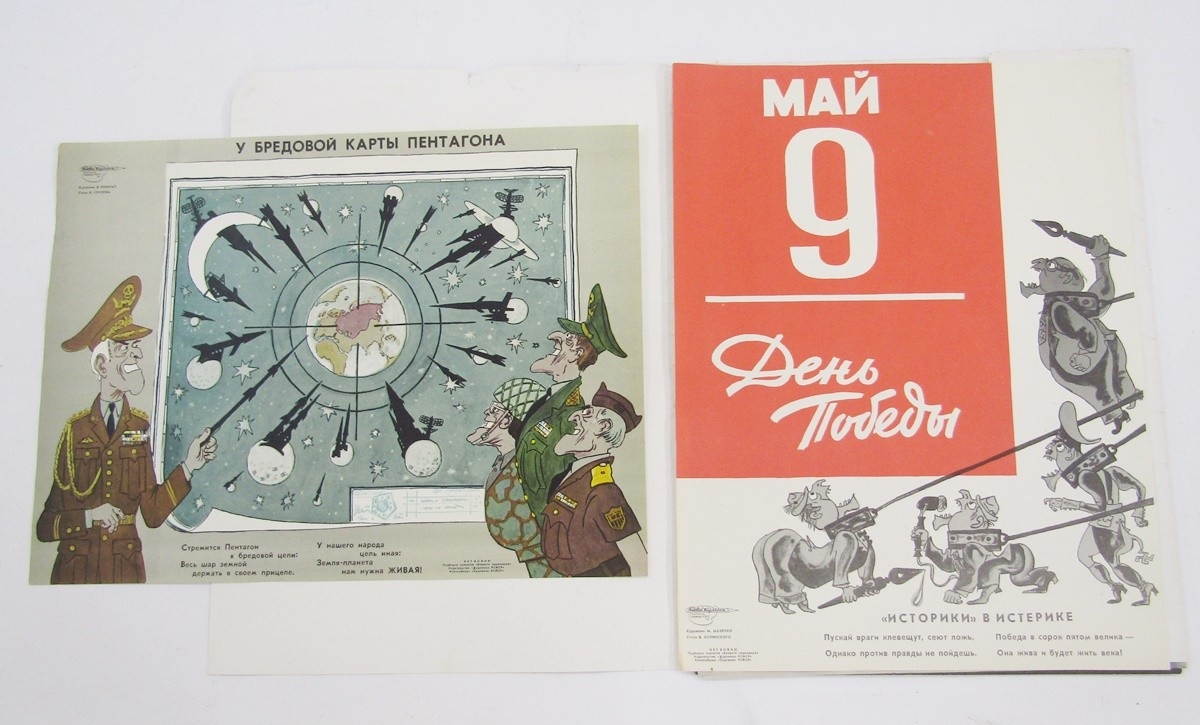 У БРЕДОВОЙ КАРТЫ ПЕНТАГОНА
Стремится Пентагон
к бредовой цели:
Весь шар земной
держать в своем прицеле.
У нашего народа
цель иная:
Земля-планета
нам нужна ЖИВАЯ!
МАЙ
9
День
Победы
«ИСТОРИКИ» В ИСТЕРИКЕ
Пускай враги клевещут, сеют ложь,
Однако против правды не пойдешь.
Победа в сорок пятом велика —
Она жива и будет жить века!